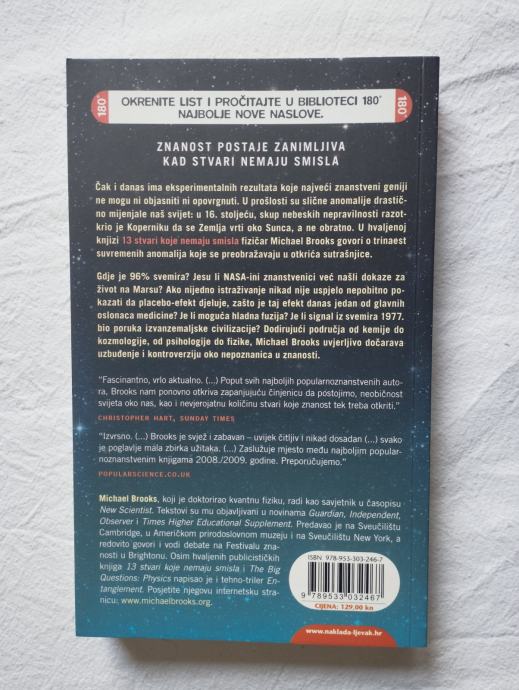 180°
OKRENITE LIST I PROČITAJTE U BIBLIOTECI 180°
NAJBOLJE NOVE NASLOVE.
180°
ZNANOST POSTAJE ZANIMLJIVA
KAD STVARI NEMAJU SMISLA
Čak i danas ima eksperimentalnih rezultata koje najveći znanstveni geniji
ne mogu ni objasniti ni opovrgnuti. U prošlosti su slične anomalije drastič-
no mijenjale naš svijet: u 16. stoljeću, skup nebeskih nepravilnosti razot-
krio je Koperniku da se Zemlja vrti oko Sunca, a ne obratno. U hvaljenoj
knjizi 13 stvari koje nemaju smisla fizičar Michael Brooks govori o trinaest
suvremenih anomalija koje se preobražavaju u otkrića sutrašnjice.
Gdje je 96% svemira? Jesu li NASA-ini znanstvenici već našli dokaze za
život na Marsu? Ako nijedno istraživanje nikad nije uspjelo nepobitno po-
kazati da placebo-efekt djeluje, zašto je taj efekt danas jedan od glavnih
oslonaca medicine? Je li moguća hladna fuzija? Je li signal iz svemira 1977.
bio poruka izvanzemaljske civilizacije? Dodirujući područja od kemije do
kozmologije, od psihologije do fizike, Michael Brooks uvjerljivo dočarava
uzbuđenje i kontroverziju oko nepoznanica u znanosti.
"Fascinantno, vrlo aktualno. (...) Poput svih najboljih popularnoznanstvenih auto-
ra, Brooks nam ponovno otkriva zapanjujuću činjenicu da postojimo, neobičnost
svijeta oko nas, kao i nevjerojatnu količinu stvari koje znanost tek treba otkriti."
CHRISTOPHER HART, SUNDAY TIMES
"Izvrsno. (...) Brooks je svjež i zabavan – uvijek čitljiv i nikad dosadan (...) svako
je poglavlje mala zbirka užitaka. (...) Zaslužuje mjesto među najboljim popular-
noznanstvenim knjigama 2008./2009. godine. Preporučujemo."
POPULARSCIENCE.CO.UK
Michael Brooks, koji je doktorirao kvantnu fiziku, radi kao savjetnik u časopisu
New Scientist. Tekstovi su mu objavljivani u novinama Guardian, Independent,
Observer i Times Higher Educational Supplement. Predavao je na Sveučilištu
Cambridge, u Američkom prirodoslovnom muzeju i na Sveučilištu New York, a
redovito govori i vodi debate na Festivalu zna-
nosti u Brightonu. Osim hvaljenih publicističkih
knjiga 13 stvari koje nemaju smisla i The Big
Questions: Physics napisao je i tehno-triler En-
tanglement. Posjetite njegovu internetsku stra-
nicu: www.michaelbrooks.org.
ISBN 978-953-303-246-7
9 789533 032467
CIJENA: 129,00 kn
www.naklada-ljevak.hr